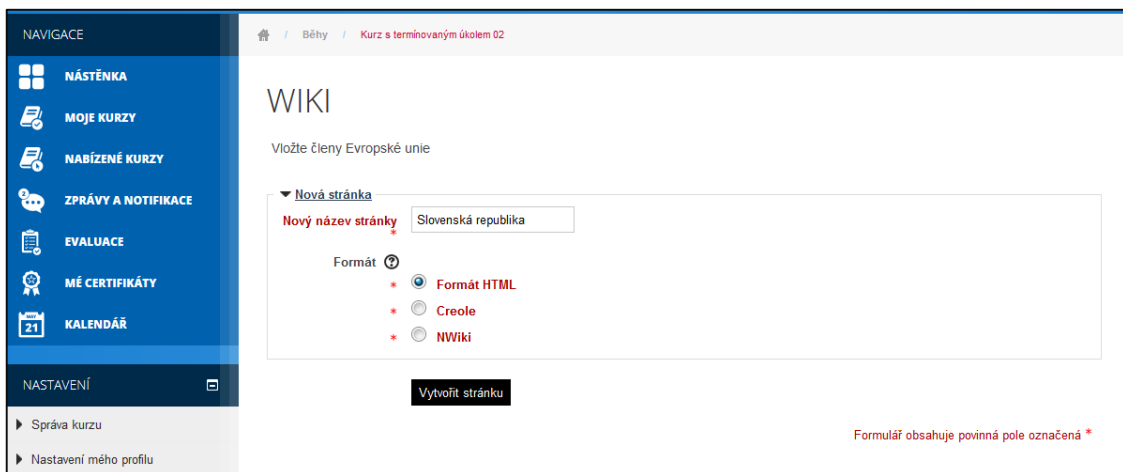 NAVIGACE
NÁSTĚNKA
MOJE KURZY
NABÍZENÉ KURZY
2
ZPRÁVY A NOTIFIKACE
EVALUACE
MÉ CERTIFIKÁTY
21
KALENDÁŘ
NASTAVENÍ
Správa kurzu
Nastavení mého profilu
/ Běhy / Kurz s termínovaným úkolem 02
WIKI
Vložte členy Evropské unie
Nová stránka
Nový název stránky Slovenská republika
*
Formát ?
* Formát HTML
* Creole
* NWiki
Vytvořit stránku
Formulář obsahuje povinná pole označená *